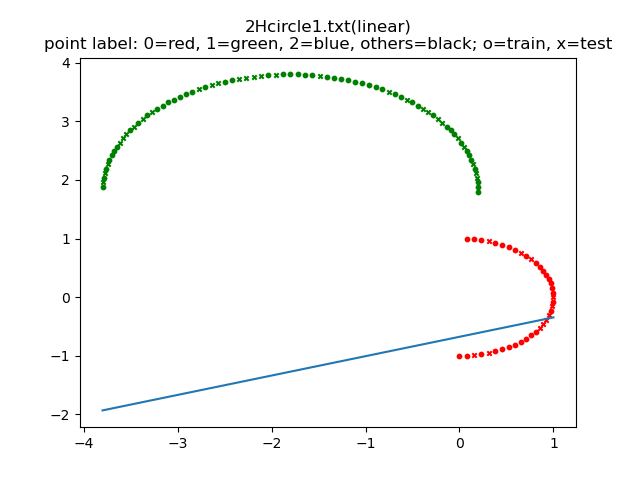 2Hcircle1.txt(linear)
point label: 0=red, 1=green, 2=blue, others=black; o=train, x=test
4
3
2
1
0
−1
−2
−4 −3 −2 −1 0 1